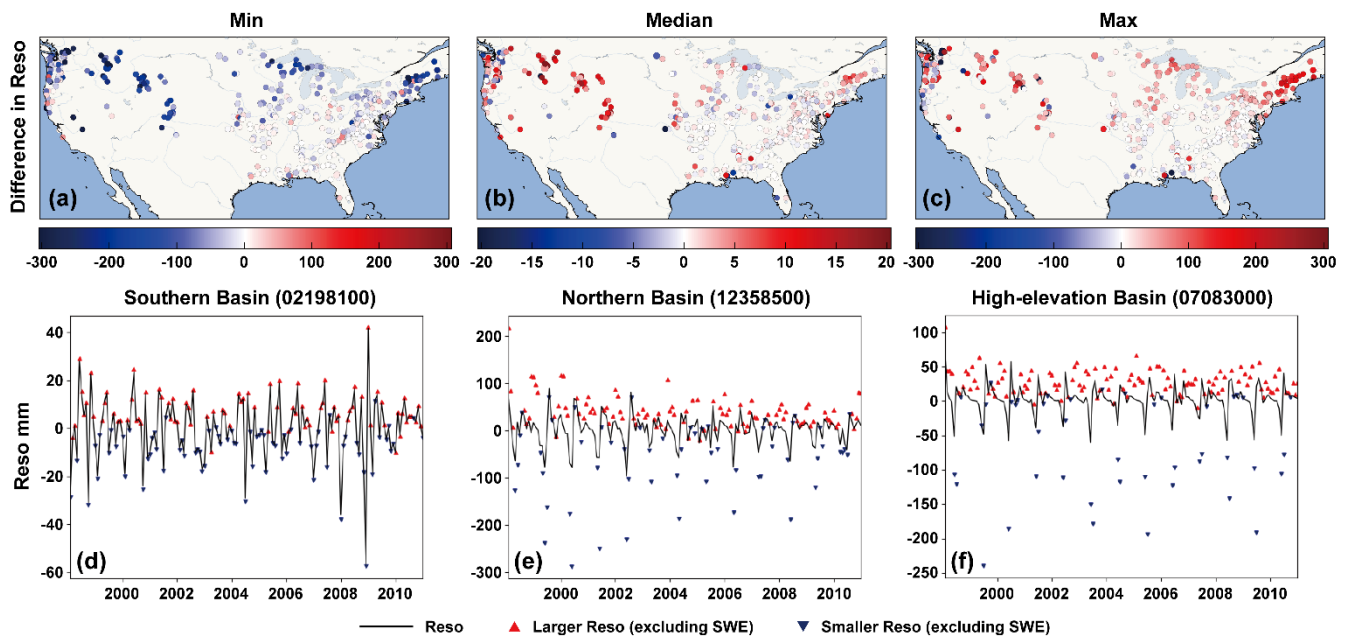 Min Median Max
Difference in Reso
(a) (b) (c)
-300 -200 -100 0 100 200 300 -20 -15 -10 -5 0 5 10 15 20 -300 -200 -100 0 100 200 300
Southern Basin (02198100) Northern Basin (12358500) High-elevation Basin (07083000)
Reso mm
40
20
0
-20
-40
-60
(d)
2000 2002 2004 2006 2008 2010
200
100
0
-100
-200
-300
(e)
2000 2002 2004 2006 2008 2010
100
50
0
-50
-100
-150
-200
-250
(f)
2000 2002 2004 2006 2008 2010
Reso Larger Reso (excluding SWE) Smaller Reso (excluding SWE)